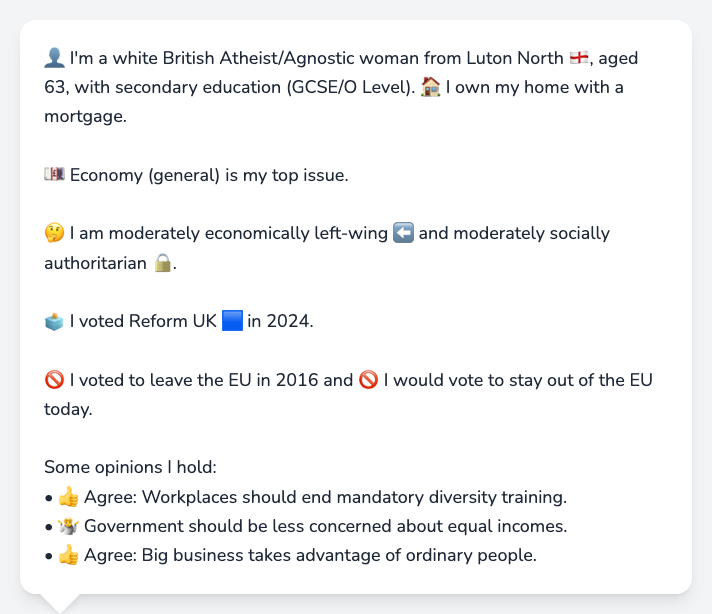 👤 I'm a white British Atheist/Agnostic woman from Luton North 🏴󠁧󠁢󠁥󠁮󠁧󠁿, aged
63, with secondary education (GCSE/O Level). 🏠 I own my home with a
mortgage.
💷 Economy (general) is my top issue.
🤔 I am moderately economically left-wing ⬅️ and moderately socially
authoritarian 🔒.
🗳️ I voted Reform UK 🟦 in 2024.
🚫 I voted to leave the EU in 2016 and 🚫 I would vote to stay out of the EU
today.
Some opinions I hold:
• 👍 Agree: Workplaces should end mandatory diversity training.
• 🤷 Government should be less concerned about equal incomes.
• 👍 Agree: Big business takes advantage of ordinary people.